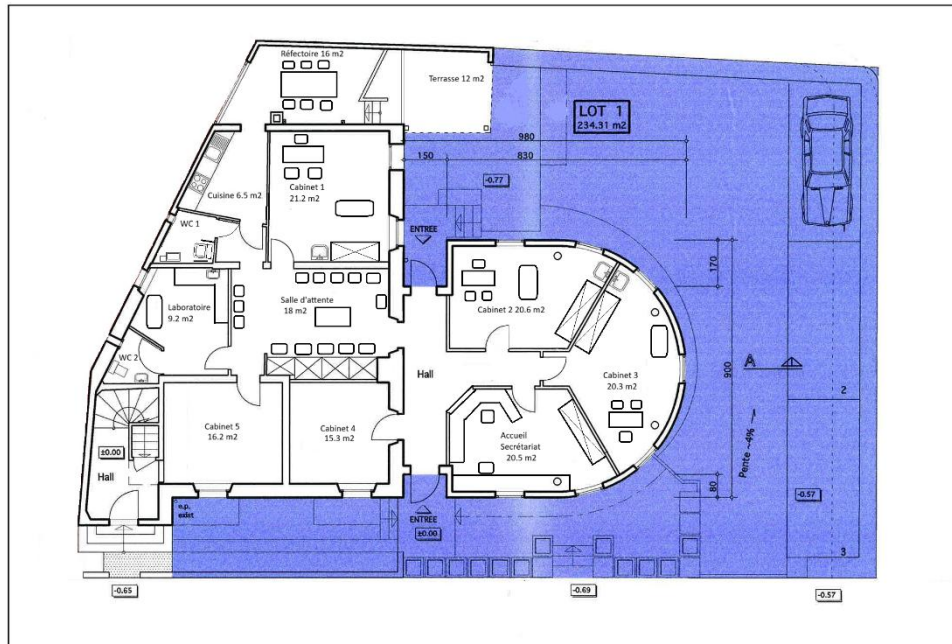 Réfectoire 16 m2
Terrasse 12 m2
LOT 1
234.31 m2
980
150
830
Cabinet 1
21.2 m2
Cuisine 6.5 m2
-0.77
WC 1
ENTREE
170
Laboratoire
9.2 m2
Salle d'attente
18 m2
Cabinet 2 20.6 m2
WC 2
Hall
Cabinet 3
20.3 m2
A
900
2
Cabinet 5
16.2 m2
Cabinet 4
15.3 m2
Accueil
Secrétariat
20.5 m2
Pente ~4%
±0.00
Hall
80
-0.57
e.p.
exist
ENTREE
±0.00
3
-0.65
-0.69
-0.57